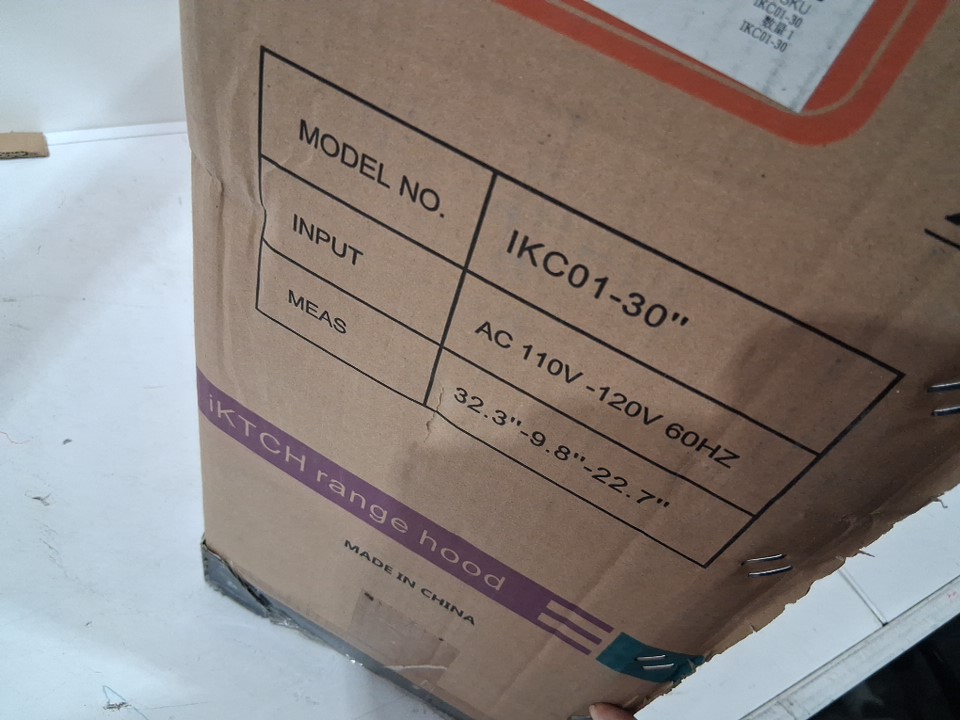 SKU
IKC01-30
数量 1
IKC01-30
MODEL NO. IKC01-30"
INPUT AC 110V -120V 60HZ
MEAS 32.3"-9.8"-22.7"
iKTCH range hood
MADE IN CHINA